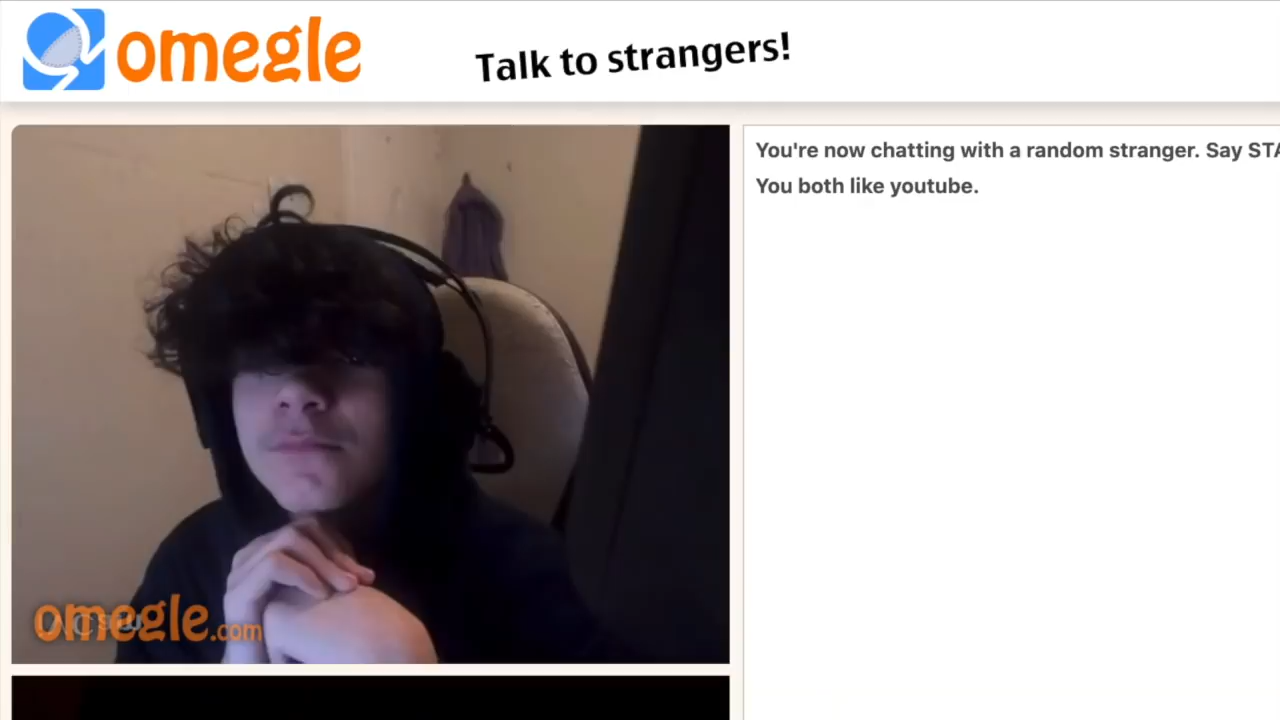 omegle
Talk to strangers!
You're now chatting with a random stranger. Say STA
You both like youtube.
omegle.com